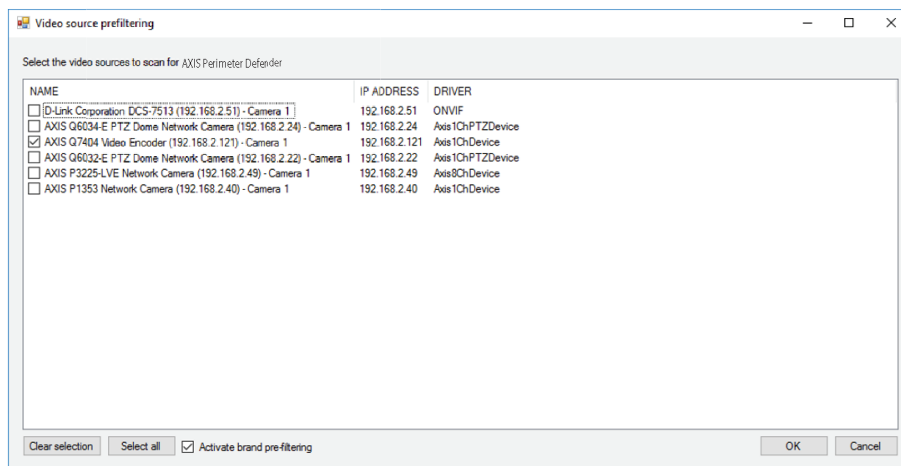 Video source prefiltering
Select the video sources to scan for AXIS Perimeter Defender
NAME IP ADDRESS DRIVER
D-Link Corporation DCS-7513 (192.168.2.51) - Camera 1 192.168.2.51 ONVIF
AXIS Q6034-E PTZ Dome Network Camera (192.168.2.24) - Camera 1 192.168.2.24 Axis1ChPTZDevice
AXIS Q7404 Video Encoder (192.168.2.121) - Camera 1 192.168.2.121 Axis1ChDevice
AXIS Q6032-E PTZ Dome Network Camera (192.168.2.22) - Camera 1 192.168.2.22 Axis1ChPTZDevice
AXIS P3225-LVE Network Camera (192.168.2.49) - Camera 1 192.168.2.49 Axis8ChDevice
AXIS P1353 Network Camera (192.168.2.40) - Camera 1 192.168.2.40 Axis1ChDevice
Clear selection Select all Activate brand pre-filtering OK Cancel